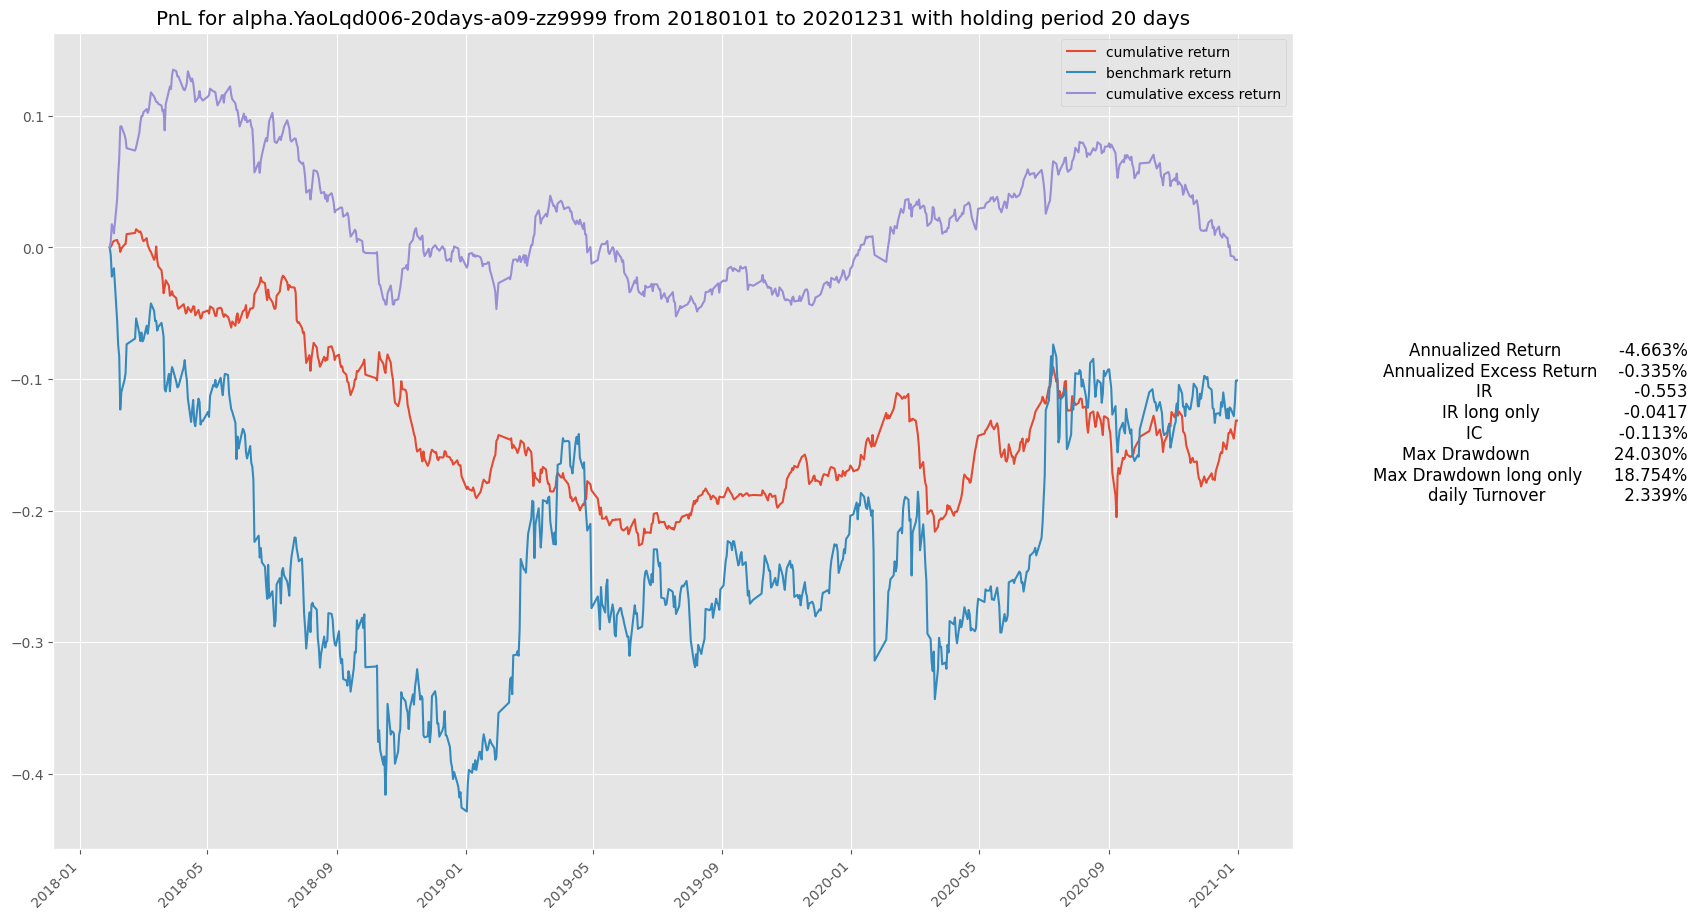 PnL for alpha.YaoLqd006-20days-a09-zz9999 from 20180101 to 20201231 with holding period 20 days
cumulative return
benchmark return
cumulative excess return
0.1
0.0
−0.1
−0.2
−0.3
−0.4
Annualized Return -4.663%
Annualized Excess Return -0.335%
IR -0.553
IR long only -0.0417
IC -0.113%
Max Drawdown 24.030%
Max Drawdown long only 18.754%
daily Turnover 2.339%
2018-01
2018-05
2018-09
2019-01
2019-05
2019-09
2020-01
2020-05
2020-09
2021-01